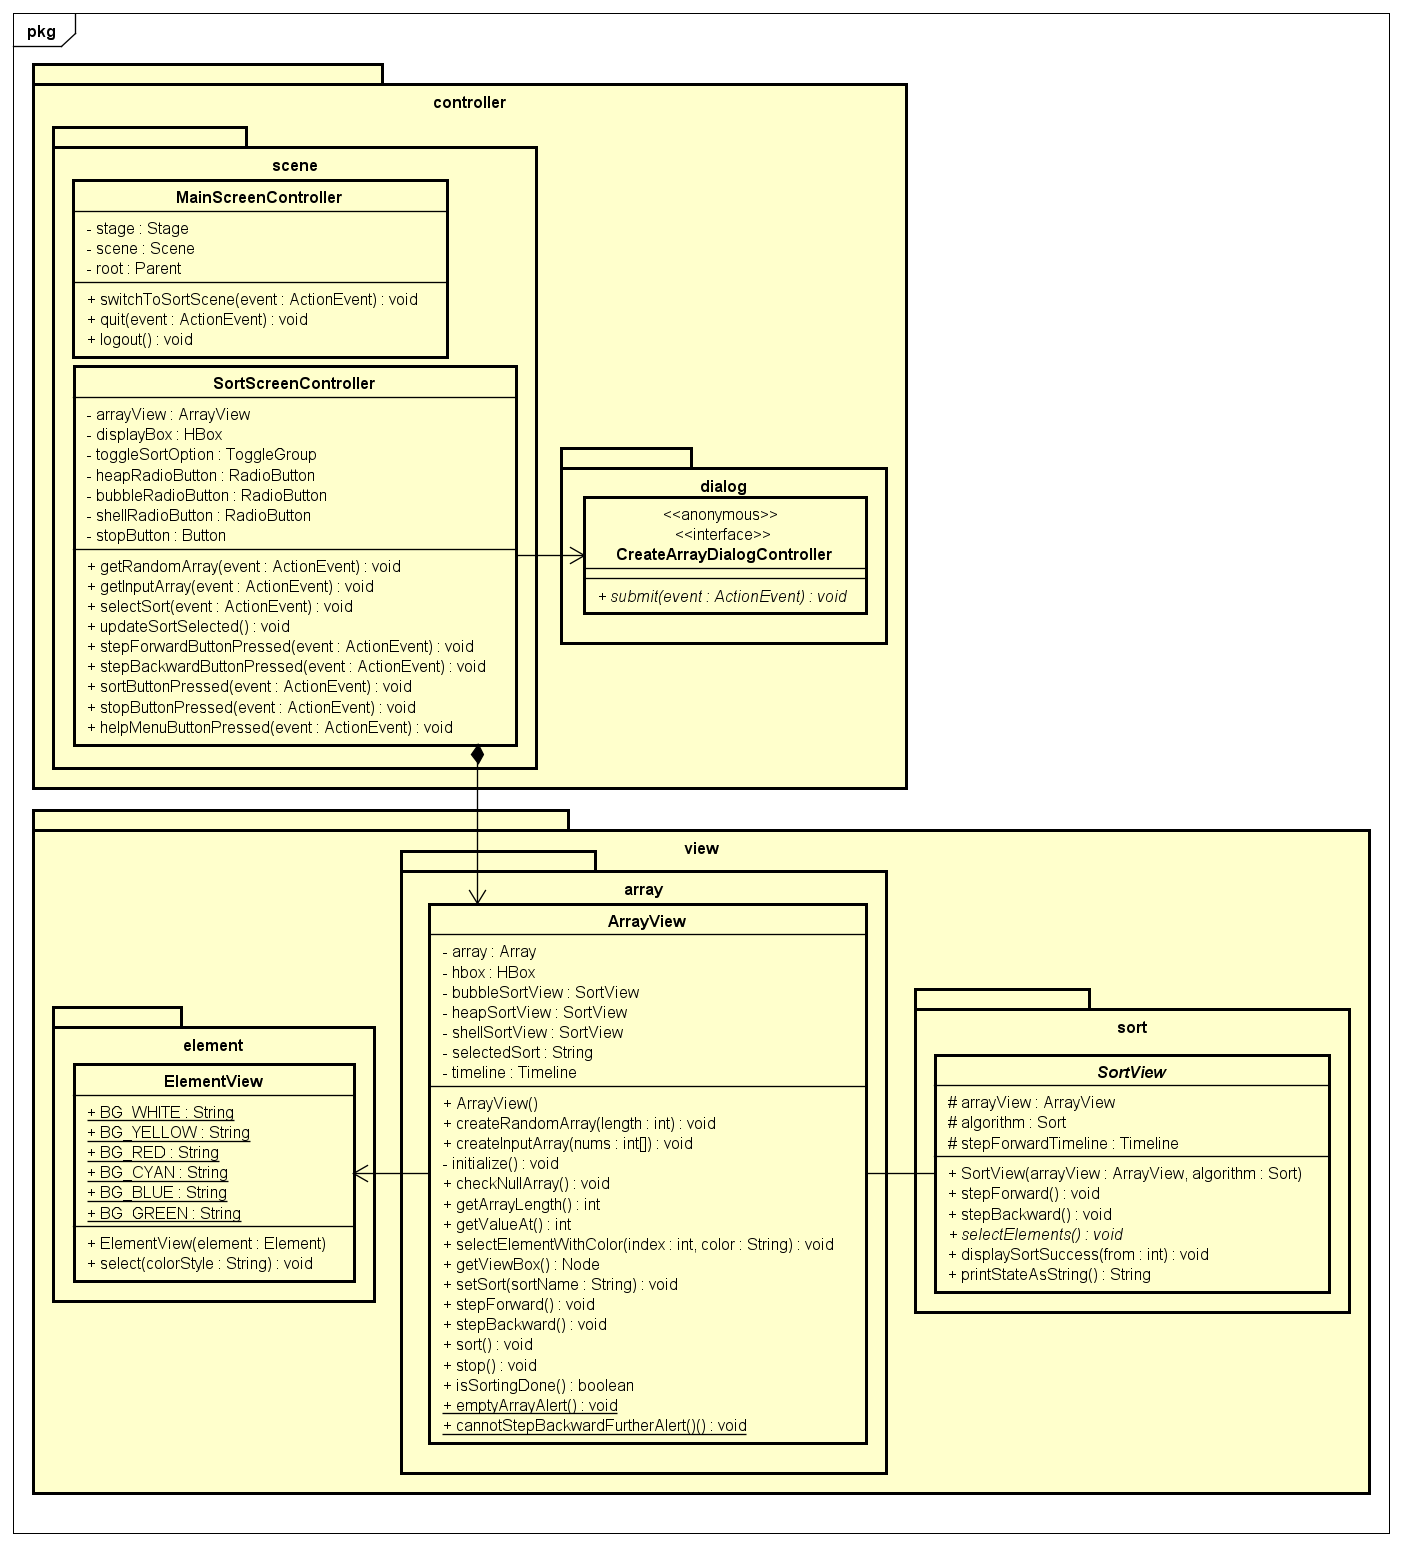 pkg
controller
scene
MainScreenController
- stage : Stage
- scene : Scene
- root : Parent
+ switchToSortScene(event : ActionEvent) : void
+ quit(event : ActionEvent) : void
+ logout() : void
SortScreenController
- arrayView : ArrayView
- displayBox : HBox
- toggleSortOption : ToggleGroup
- heapRadioButton : RadioButton
- bubbleRadioButton : RadioButton
- shellRadioButton : RadioButton
- stopButton : Button
+ getRandomArray(event : ActionEvent) : void
+ getInputArray(event : ActionEvent) : void
+ selectSort(event : ActionEvent) : void
+ updateSortSelected() : void
+ stepForwardButtonPressed(event : ActionEvent) : void
+ stepBackwardButtonPressed(event : ActionEvent) : void
+ sortButtonPressed(event : ActionEvent) : void
+ stopButtonPressed(event : ActionEvent) : void
+ helpMenuButtonPressed(event : ActionEvent) : void
dialog
<<anonymous>>
<<interface>>
CreateArrayDialogController
+ submit(event : ActionEvent) : void
view
element
ElementView
+ BG_WHITE : String
+ BG_YELLOW : String
+ BG_RED : String
+ BG_CYAN : String
+ BG_BLUE : String
+ BG_GREEN : String
+ ElementView(element : Element)
+ select(colorStyle : String) : void
array
ArrayView
- array : Array
- hbox : HBox
- bubbleSortView : SortView
- heapSortView : SortView
- shellSortView : SortView
- selectedSort : String
- timeline : Timeline
+ ArrayView()
+ createRandomArray(length : int) : void
+ createInputArray(nums : int[]) : void
- initialize() : void
+ checkNullArray() : void
+ getArrayLength() : int
+ getValueAt() : int
+ selectElementWithColor(index : int, color : String) : void
+ getViewBox() : Node
+ setSort(sortName : String) : void
+ stepForward() : void
+ stepBackward() : void
+ sort() : void
+ stop() : void
+ isSortingDone() : boolean
+ emptyArrayAlert() : void
+ cannotStepBackwardFurtherAlert()() : void
sort
SortView
# arrayView : ArrayView
# algorithm : Sort
# stepForwardTimeline : Timeline
+ SortView(arrayView : ArrayView, algorithm : Sort)
+ stepForward() : void
+ stepBackward() : void
+ selectElements() : void
+ displaySortSuccess(from : int) : void
+ printStateAsString() : String